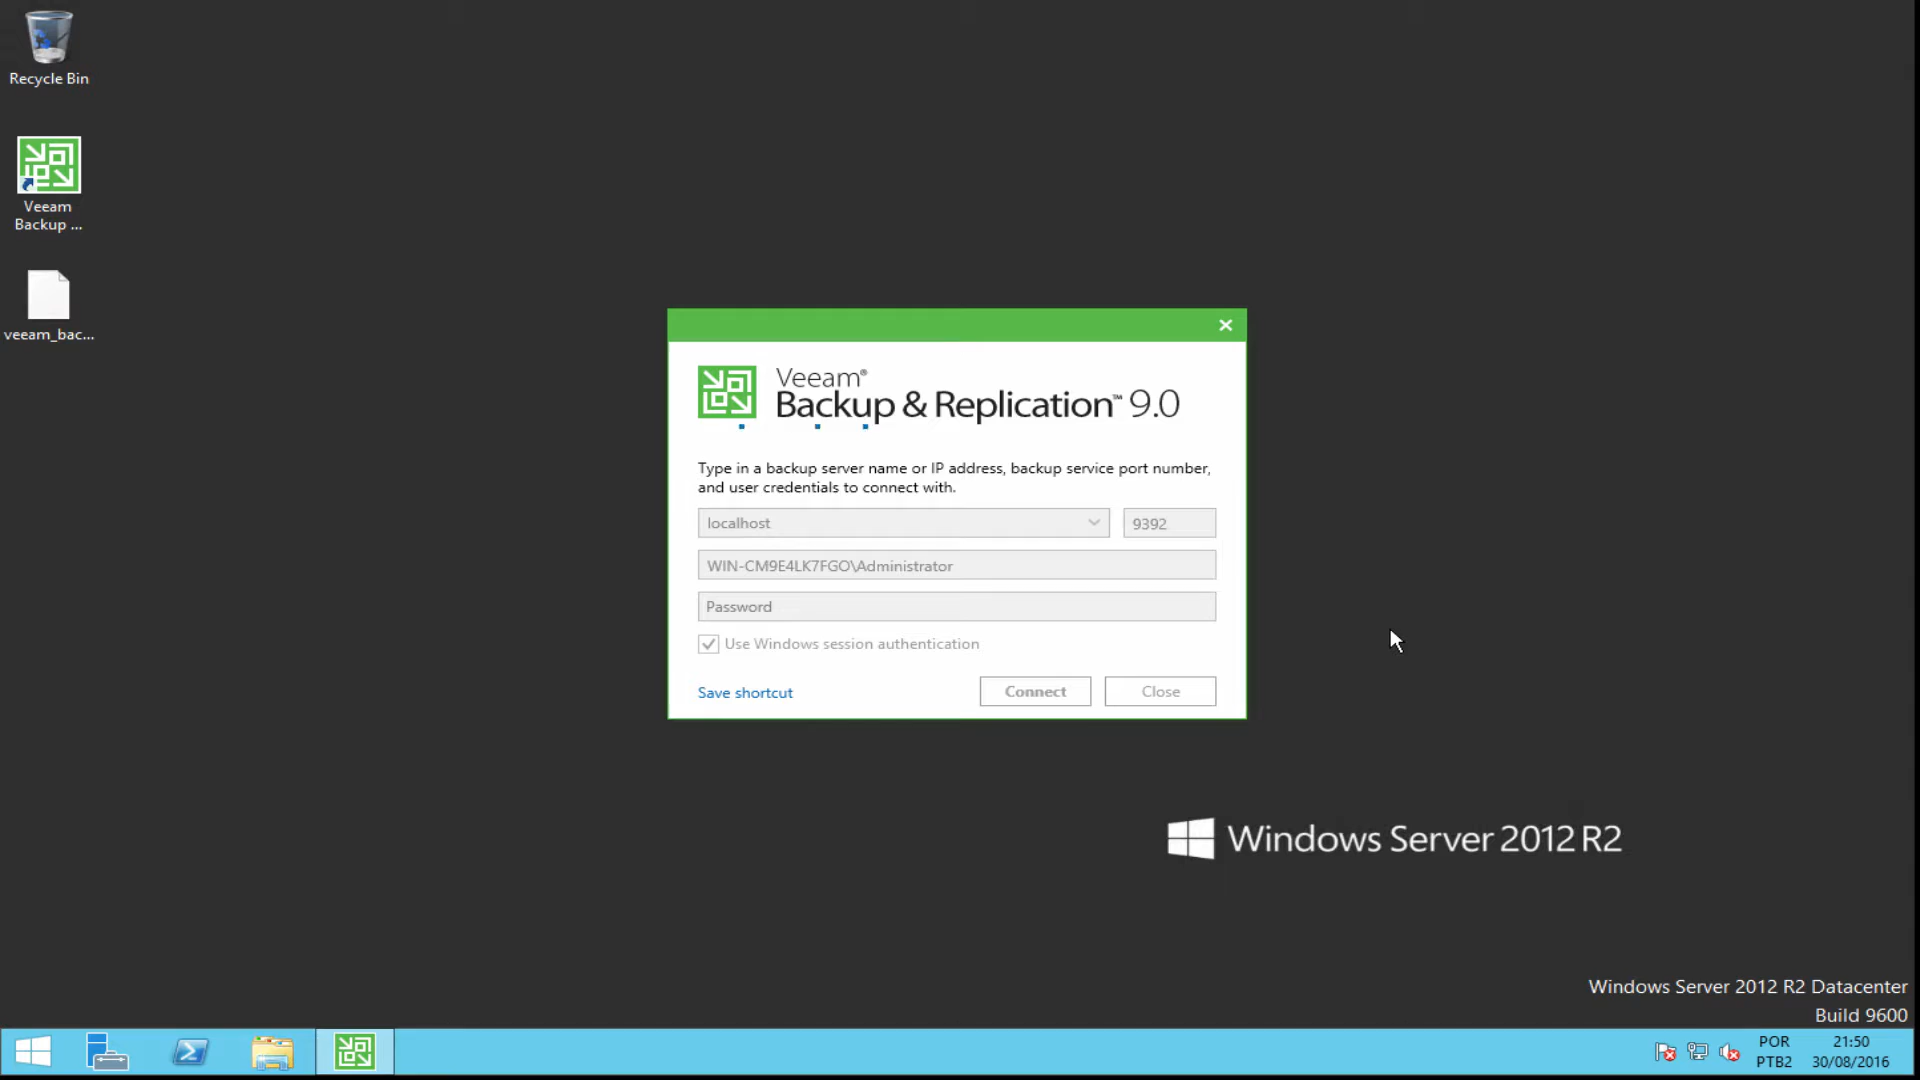 Recycle Bin
Veeam
Backup ...
veeam_bac...
Veeam®
Backup & Replication™ 9.0
Type in a backup server name or IP address, backup service port number,
and user credentials to connect with.
localhost
9392
WIN-CM9E4LK7FGO\Administrator
Password
Use Windows session authentication
Save shortcut
Connect
Close
Windows Server 2012 R2
Windows Server 2012 R2 Datacenter
Build 9600
POR
PTB2
21:50
30/08/2016